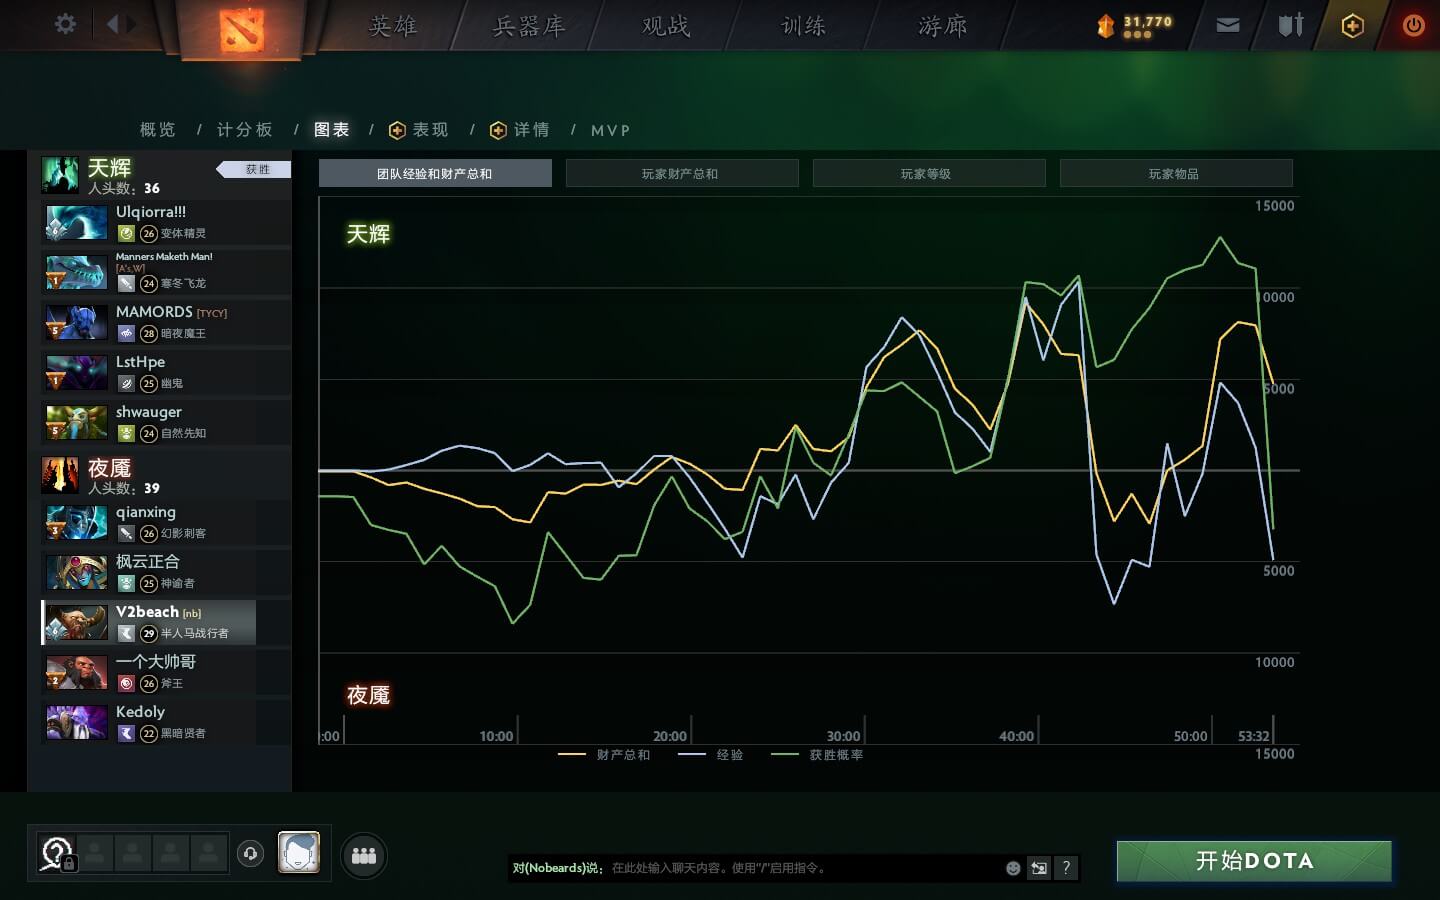 英雄
兵器库
观战
训练
游廊
31,770
概览 / 计分板 / 图表 / 表现 / 详情 / MVP
天辉
获胜
人头数：36
Ulqiorra!!!
6
26 变体精灵
Manners Maketh Man!
[A's,W]
1
24 寒冬飞龙
MAMORDS [TYCY]
5
28 暗夜魔王
LstHpe
1
25 幽鬼
shwauger
5
24 自然先知
夜魇
人头数：39
qianxing
3
26 幻影刺客
枫云正合
25 神谕者
V2beach [nb]
6
29 半人马战行者
一个大帅哥
2
26 斧王
Kedoly
22 黑暗贤者
团队经验和财产总和
玩家财产总和
玩家等级
玩家物品
天辉
15000
0000
5000
5000
10000
夜魇
:00 10:00 20:00 30:00 40:00 50:00 53:32
15000
财产总和 经验 获胜概率
对(Nobeards)说： 在此处输入聊天内容。使用“/”启用指令。
?
开始DOTA